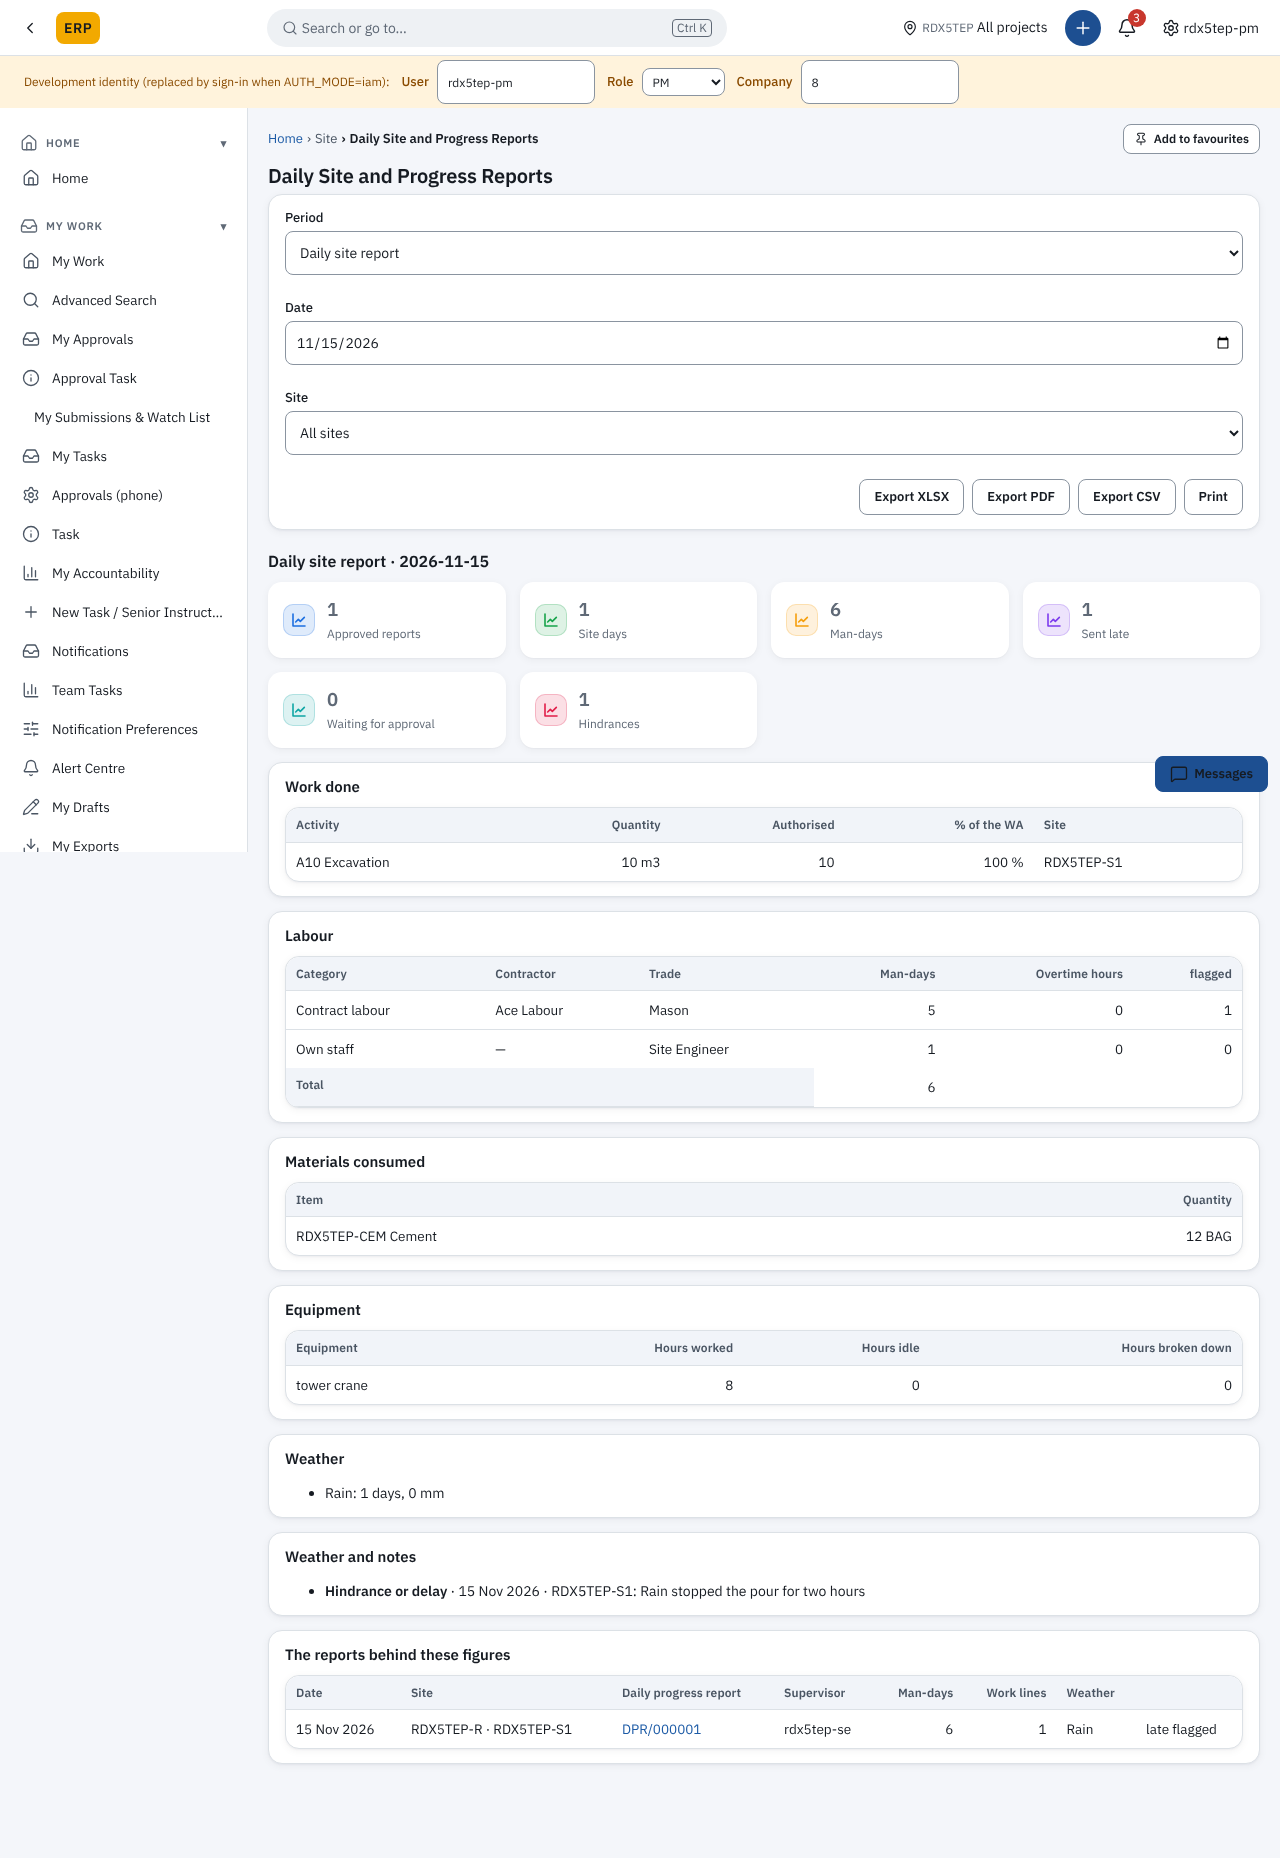 ERP
Search or go to...
Ctrl K
RDX5TEP All projects
3
rdx5tep-pm
Development identity (replaced by sign-in when AUTH_MODE=iam):
User
rdx5tep-pm
Role
PM
Company
8
HOME
Home
MY WORK
My Work
Advanced Search
My Approvals
Approval Task
My Submissions & Watch List
My Tasks
Approvals (phone)
Task
My Accountability
New Task / Senior Instruct...
Notifications
Team Tasks
Notification Preferences
Alert Centre
My Drafts
My Exports
Home › Site › Daily Site and Progress Reports
Add to favourites
Daily Site and Progress Reports
Period
Daily site report
Date
11/15/2026
Site
All sites
Export XLSX
Export PDF
Export CSV
Print
Daily site report · 2026-11-15
1
Approved reports
1
Site days
6
Man-days
1
Sent late
0
Waiting for approval
1
Hindrances
Messages
Work done
Activity Quantity Authorised % of the WA Site
A10 Excavation 10 m3 10 100 % RDX5TEP-S1
Labour
Category Contractor Trade Man-days Overtime hours flagged
Contract labour Ace Labour Mason 5 0 1
Own staff — Site Engineer 1 0 0
Total 6
Materials consumed
Item Quantity
RDX5TEP-CEM Cement 12 BAG
Equipment
Equipment Hours worked Hours idle Hours broken down
tower crane 8 0 0
Weather
• Rain: 1 days, 0 mm
Weather and notes
• Hindrance or delay · 15 Nov 2026 · RDX5TEP-S1: Rain stopped the pour for two hours
The reports behind these figures
Date Site Daily progress report Supervisor Man-days Work lines Weather
15 Nov 2026 RDX5TEP-R · RDX5TEP-S1 DPR/000001 rdx5tep-se 6 1 Rain late flagged